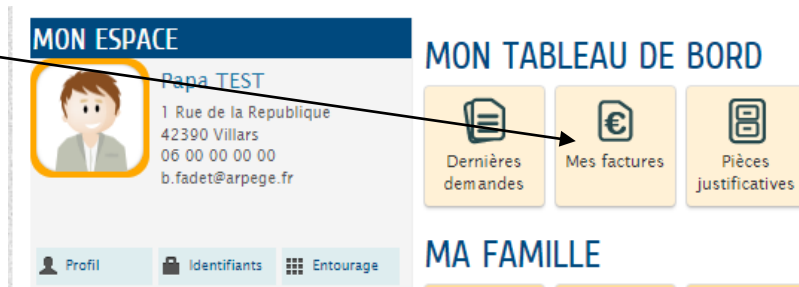 MON ESPACE
Papa TEST
1 Rue de la Republique
42390 Villars
06 00 00 00 00
b.fadet@arpege.fr
Profil
Identifiants
Entourage
MON TABLEAU DE BORD
Dernières
demandes
Mes factures
Pièces
justificatives
MA FAMILLE